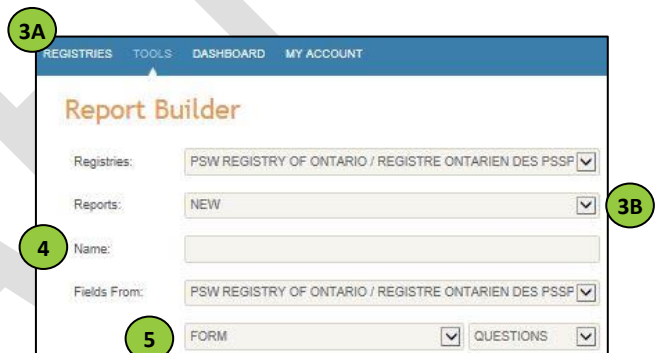 3A
REGISTRIES TOOLS DASHBOARD MY ACCOUNT
Report Builder
Registries: PSW REGISTRY OF ONTARIO / REGISTRE ONTARIEN DES PSSP
Reports: NEW 3B
4 Name:
Fields From: PSW REGISTRY OF ONTARIO / REGISTRE ONTARIEN DES PSSP
5 FORM QUESTIONS